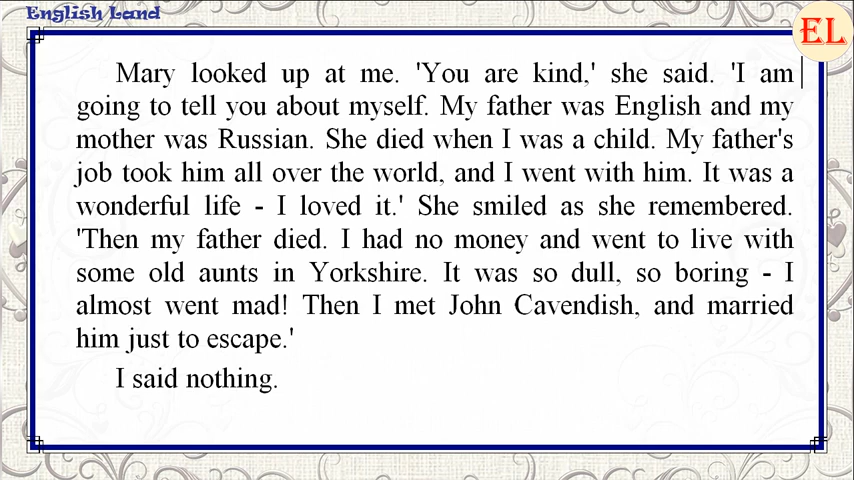 English Land
EL
Mary looked up at me. 'You are kind,' she said. 'I am
going to tell you about myself. My father was English and my
mother was Russian. She died when I was a child. My father's
job took him all over the world, and I went with him. It was a
wonderful life - I loved it.' She smiled as she remembered.
'Then my father died. I had no money and went to live with
some old aunts in Yorkshire. It was so dull, so boring - I
almost went mad! Then I met John Cavendish, and married
him just to escape.'
I said nothing.